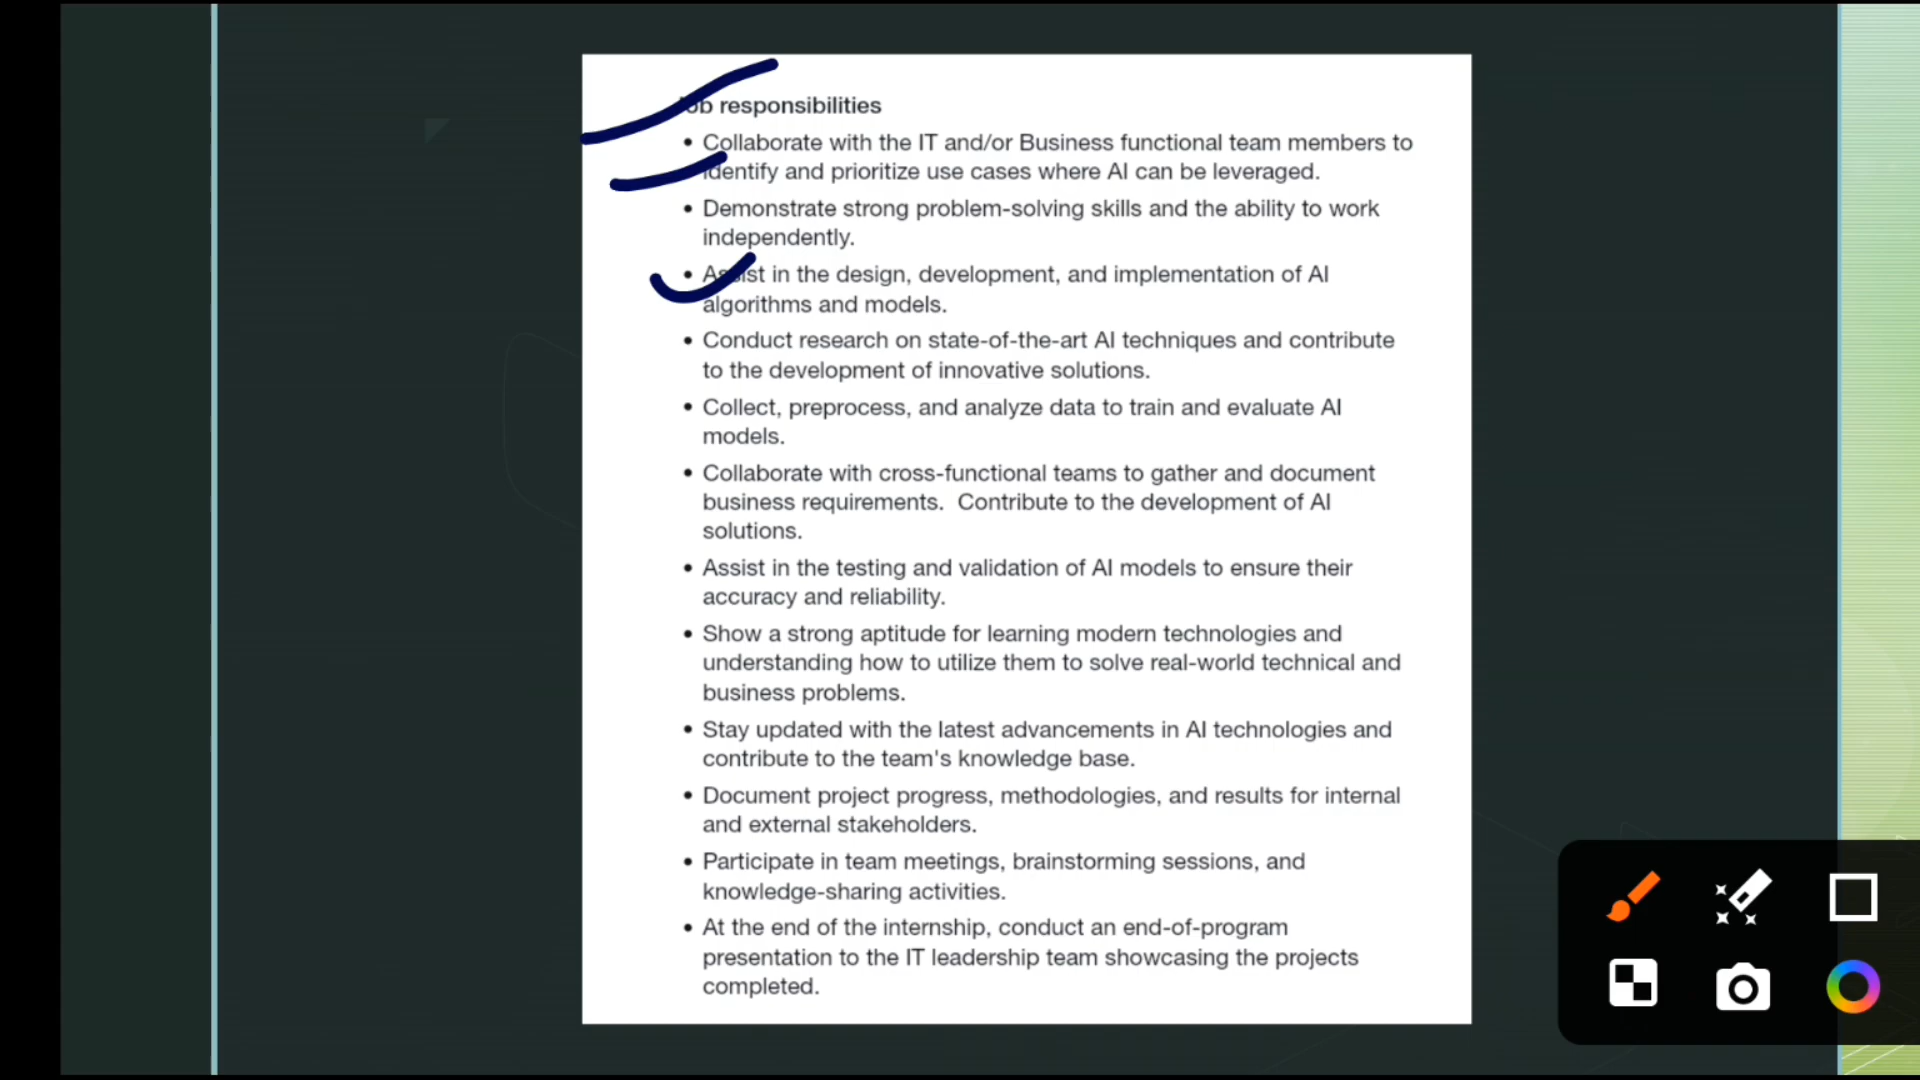 Job responsibilities
• Collaborate with the IT and/or Business functional team members to
identify and prioritize use cases where AI can be leveraged.
• Demonstrate strong problem-solving skills and the ability to work
independently.
• Assist in the design, development, and implementation of AI
algorithms and models.
• Conduct research on state-of-the-art AI techniques and contribute
to the development of innovative solutions.
• Collect, preprocess, and analyze data to train and evaluate AI
models.
• Collaborate with cross-functional teams to gather and document
business requirements.  Contribute to the development of AI
solutions.
• Assist in the testing and validation of AI models to ensure their
accuracy and reliability.
• Show a strong aptitude for learning modern technologies and
understanding how to utilize them to solve real-world technical and
business problems.
• Stay updated with the latest advancements in AI technologies and
contribute to the team's knowledge base.
• Document project progress, methodologies, and results for internal
and external stakeholders.
• Participate in team meetings, brainstorming sessions, and
knowledge-sharing activities.
• At the end of the internship, conduct an end-of-program
presentation to the IT leadership team showcasing the projects
completed.